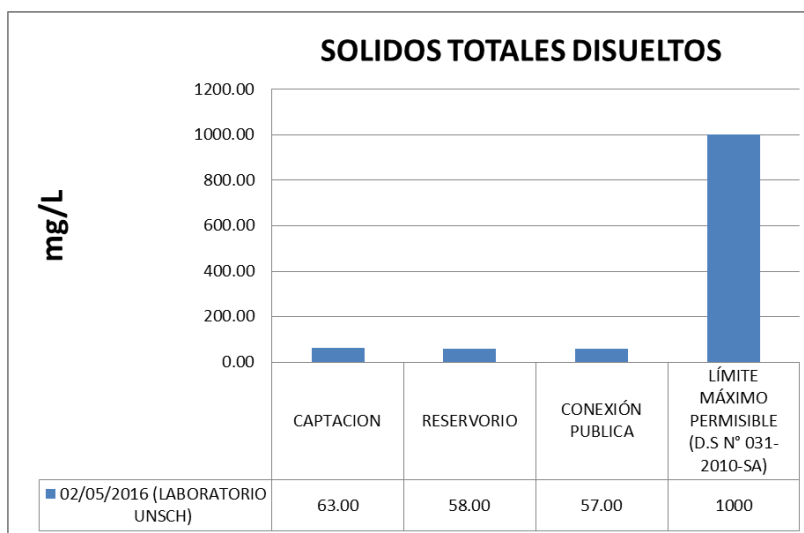 SOLIDOS TOTALES DISUELTOS
mg/L
1200.00
1000.00
800.00
600.00
400.00
200.00
0.00
CAPTACION
RESERVORIO
CONEXIÓN
PUBLICA
LÍMITE
MÁXIMO
PERMISIBLE
(D.S N° 031-
2010-SA)
02/05/2016 (LABORATORIO
UNSCH)
63.00
58.00
57.00
1000